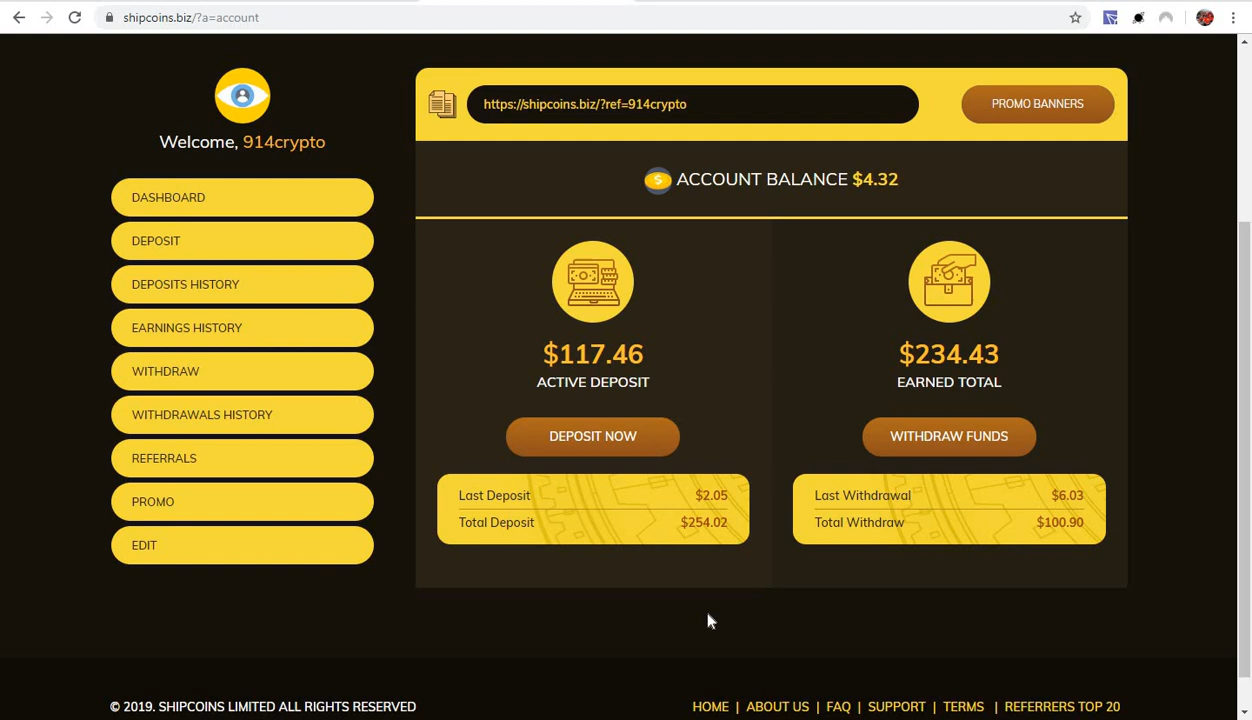 shipcoins.biz/?a=account
Welcome, 914crypto
DASHBOARD
DEPOSIT
DEPOSITS HISTORY
EARNINGS HISTORY
WITHDRAW
WITHDRAWALS HISTORY
REFERRALS
PROMO
EDIT
https://shipcoins.biz/?ref=914crypto
PROMO BANNERS
$ ACCOUNT BALANCE $4.32
$117.46
ACTIVE DEPOSIT
DEPOSIT NOW
Last Deposit $2.05
Total Deposit $254.02
$234.43
EARNED TOTAL
WITHDRAW FUNDS
Last Withdrawal $6.03
Total Withdraw $100.90
© 2019. SHIPCOINS LIMITED ALL RIGHTS RESERVED
HOME | ABOUT US | FAQ | SUPPORT | TERMS | REFERRERS TOP 20